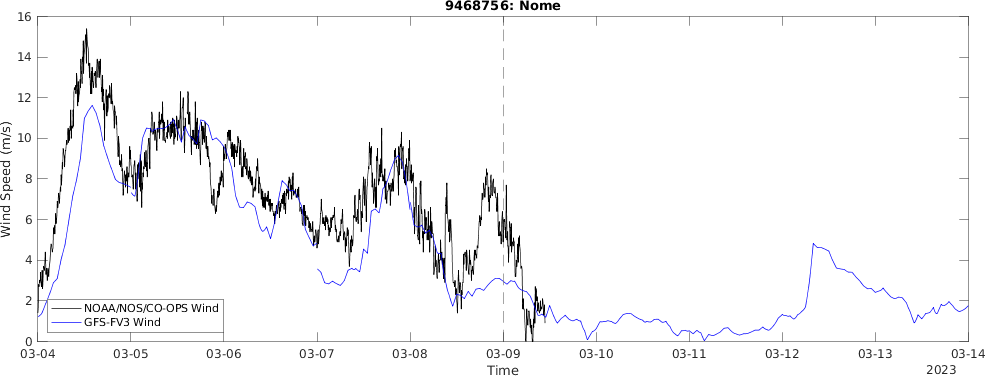 9468756: Nome
16
14
12
10
8
6
4
2
0
Wind Speed (m/s)
NOAA/NOS/CO-OPS Wind
GFS-FV3 Wind
03-04 03-05 03-06 03-07 03-08 03-09 03-10 03-11 03-12 03-13 03-14
Time
2023